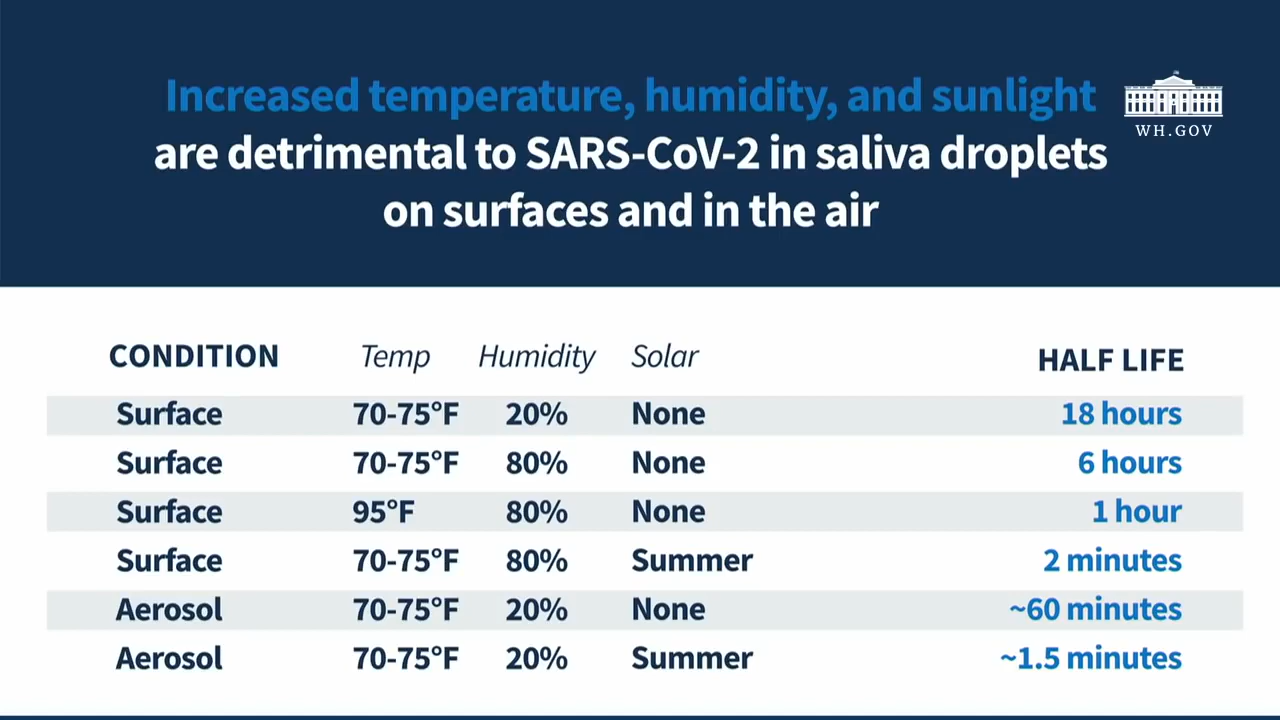 Increased temperature, humidity, and sunlight
are detrimental to SARS-CoV-2 in saliva droplets
on surfaces and in the air
WH.GOV
CONDITION Temp Humidity Solar HALF LIFE
Surface 70-75°F 20% None 18 hours
Surface 70-75°F 80% None 6 hours
Surface 95°F 80% None 1 hour
Surface 70-75°F 80% Summer 2 minutes
Aerosol 70-75°F 20% None ~60 minutes
Aerosol 70-75°F 20% Summer ~1.5 minutes